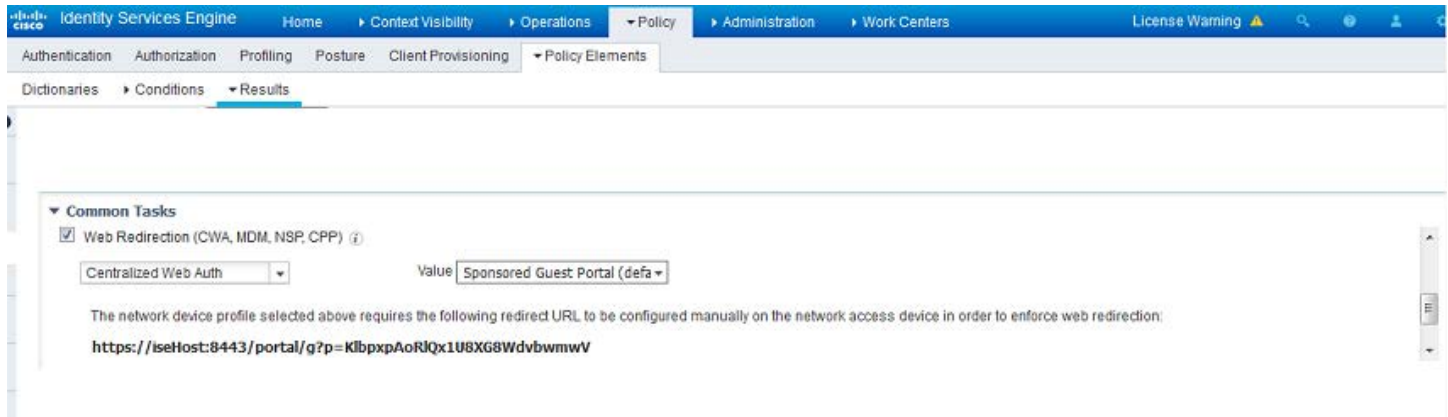 cisco Identity Services Engine Home Context Visibility Operations Policy Administration Work Centers License Warning
Authentication Authorization Profiling Posture Client Provisioning Policy Elements
Dictionaries Conditions Results
Common Tasks
Web Redirection (CWA, MDM, NSP, CPP)
Centralized Web Auth Value Sponsored Guest Portal (defa
The network device profile selected above requires the following redirect URL to be configured manually on the network access device in order to enforce web redirection:
https://iseHost:8443/portal/g?p=KlbpxpAoRlQx1U8XG8WdvbwmwV